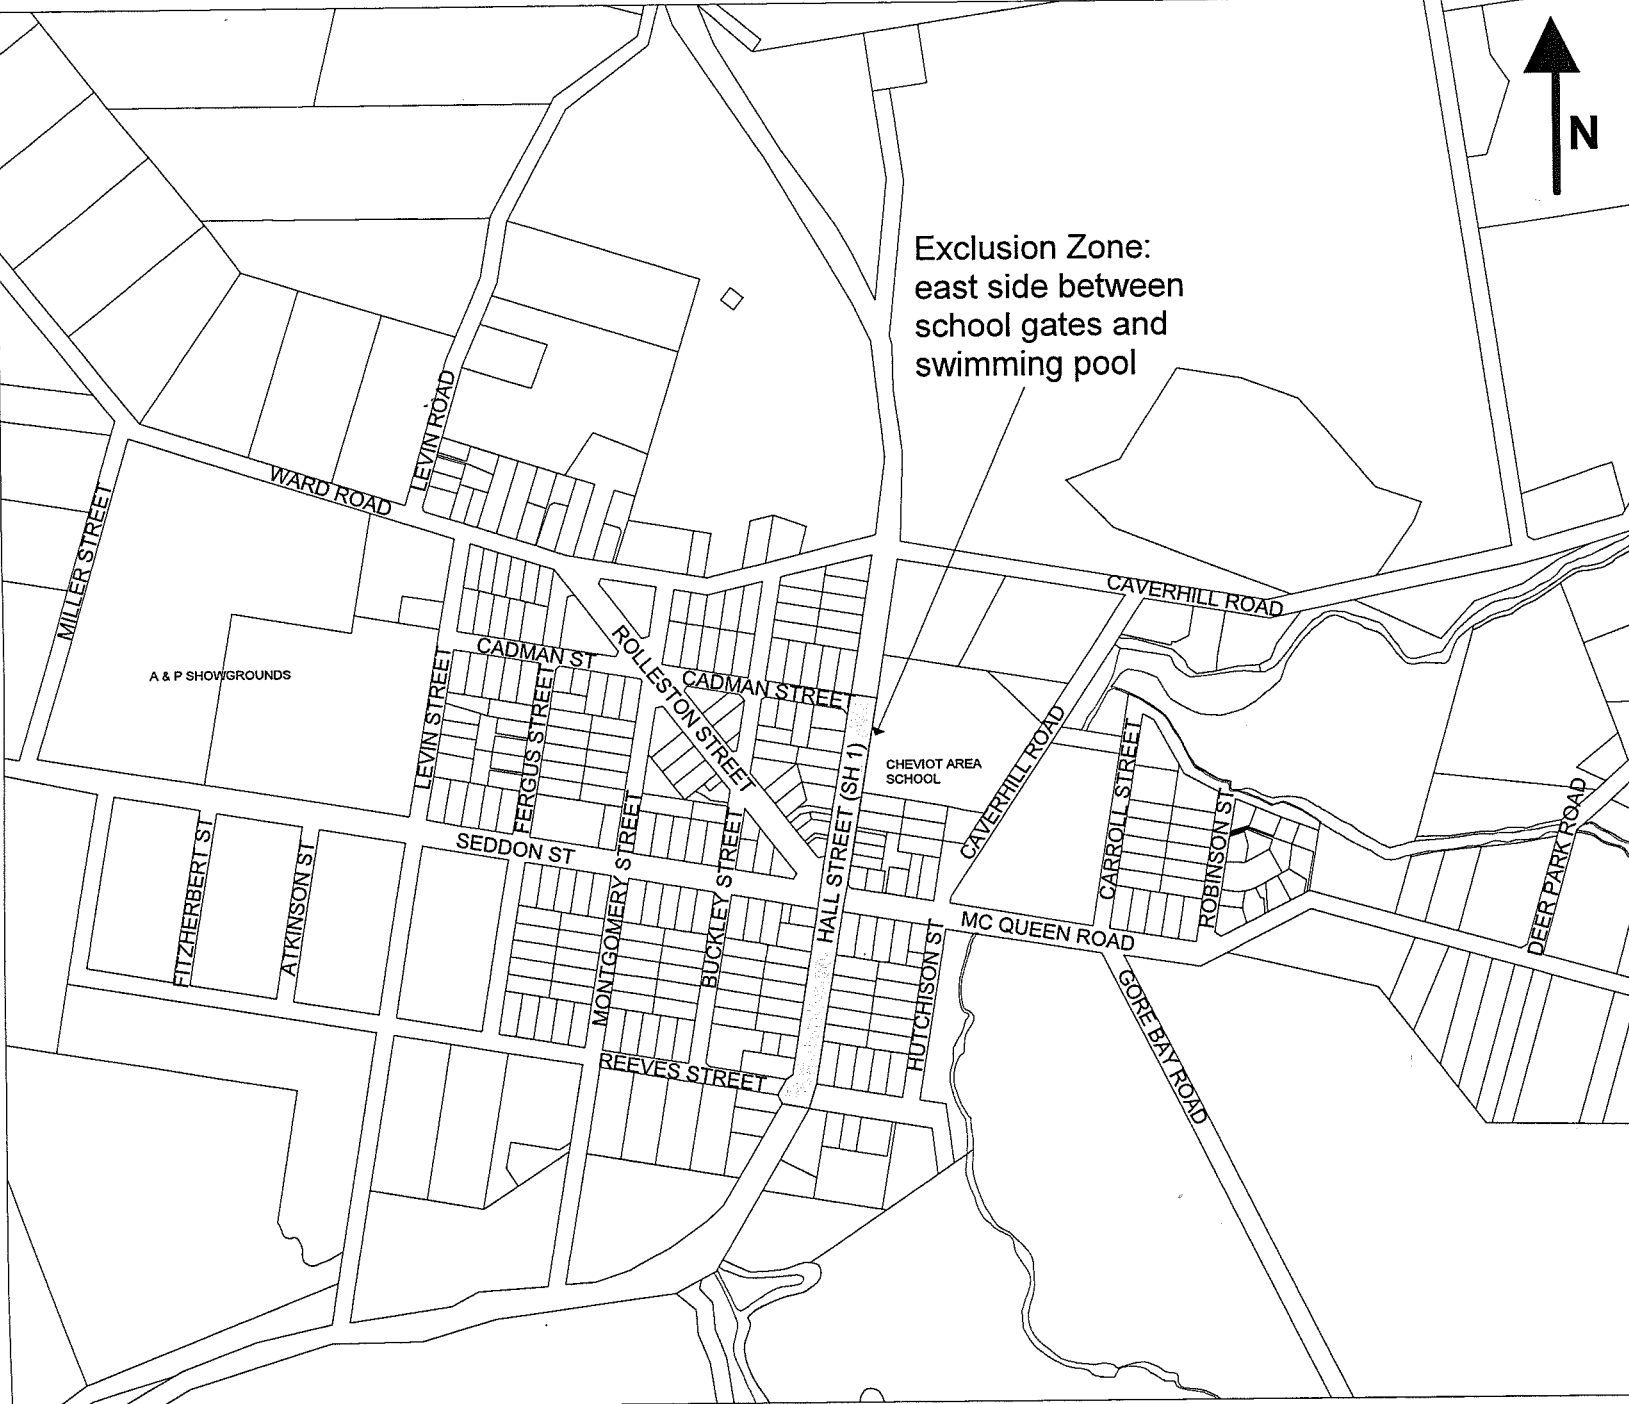 N
Exclusion Zone:
east side between
school gates and
swimming pool
LEVIN ROAD
WARD ROAD
MILLER STREET
CAVERHILL ROAD
ROLLESTON STREET
CADMAN ST
CADMAN STREET
A & P SHOWGROUNDS
LEVIN STREET
FERGUS STREET
HALL STREET (SH 1)
CHEVIOT AREA
SCHOOL
CAVERHILL ROAD
CARROLL STREET
ROBINSON ST
DEER PARK ROAD
SEDDON ST
FITZHERBERT ST
ATKINSON ST
MONTGOMERY STREET
BUCKLEY STREET
HUTCHISON ST
MC QUEEN ROAD
GORE BAY ROAD
REEVES STREET